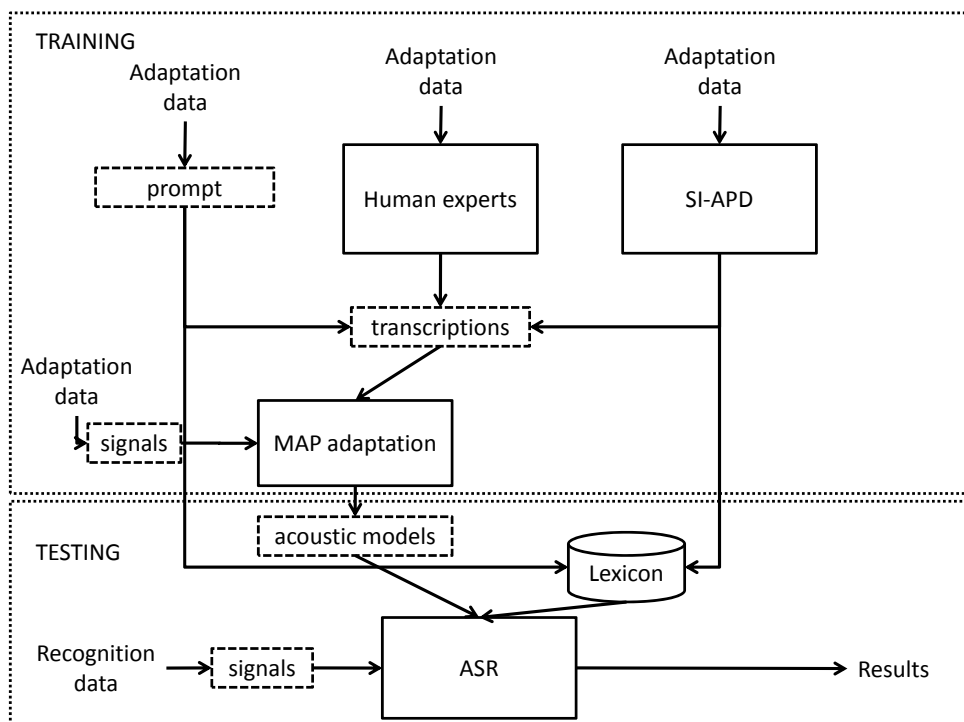 TRAINING
Adaptation
data
Adaptation
data
Adaptation
data
prompt
Human experts
SI-APD
transcriptions
Adaptation
data
signals
MAP adaptation
acoustic models
TESTING
Lexicon
Recognition
data
signals
ASR
Results